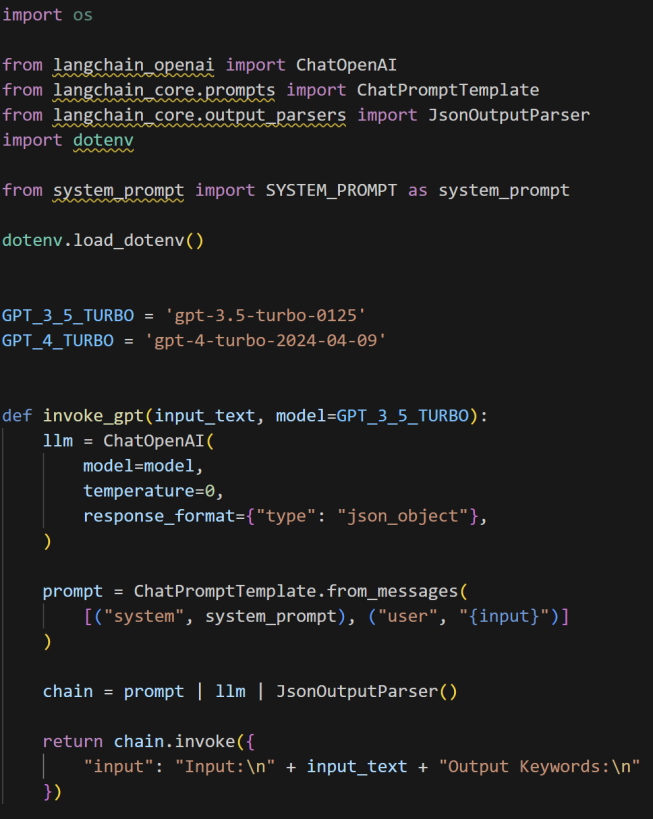 import os
from langchain_openai import ChatOpenAI
from langchain_core.prompts import ChatPromptTemplate
from langchain_core.output_parsers import JsonOutputParser
import dotenv
from system_prompt import SYSTEM_PROMPT as system_prompt
dotenv.load_dotenv()
GPT_3_5_TURBO = 'gpt-3.5-turbo-0125'
GPT_4_TURBO = 'gpt-4-turbo-2024-04-09'
def invoke_gpt(input_text, model=GPT_3_5_TURBO):
    llm = ChatOpenAI(
        model=model,
        temperature=0,
        response_format={"type": "json_object"},
    )
    prompt = ChatPromptTemplate.from_messages(
        [("system", system_prompt), ("user", "{input}")]
    )
    chain = prompt | llm | JsonOutputParser()
    return chain.invoke({
        "input": "Input:\n" + input_text + "Output Keywords:\n"
    })